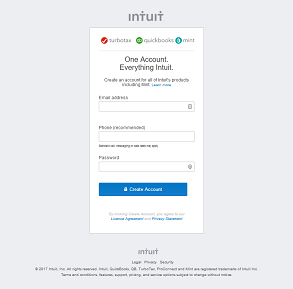 intuit
turbotax quickbooks mint
One Account.
Everything Intuit.
Create an account for all of Intuit's products
including Mint. Learn more
Email address
Phone (recommended)
Standard text messaging or data rates may apply.
Password
Create Account
By clicking Create Account, you agree to our
License Agreement and Privacy Statement
intuit
Legal Privacy Security
© 2017 Intuit, Inc. All rights reserved. Intuit, QuickBooks, QB, TurboTax, ProConnect and Mint are registered trademarks of Intuit Inc.
Terms and conditions, features, support, pricing, and service options subject to change without notice.